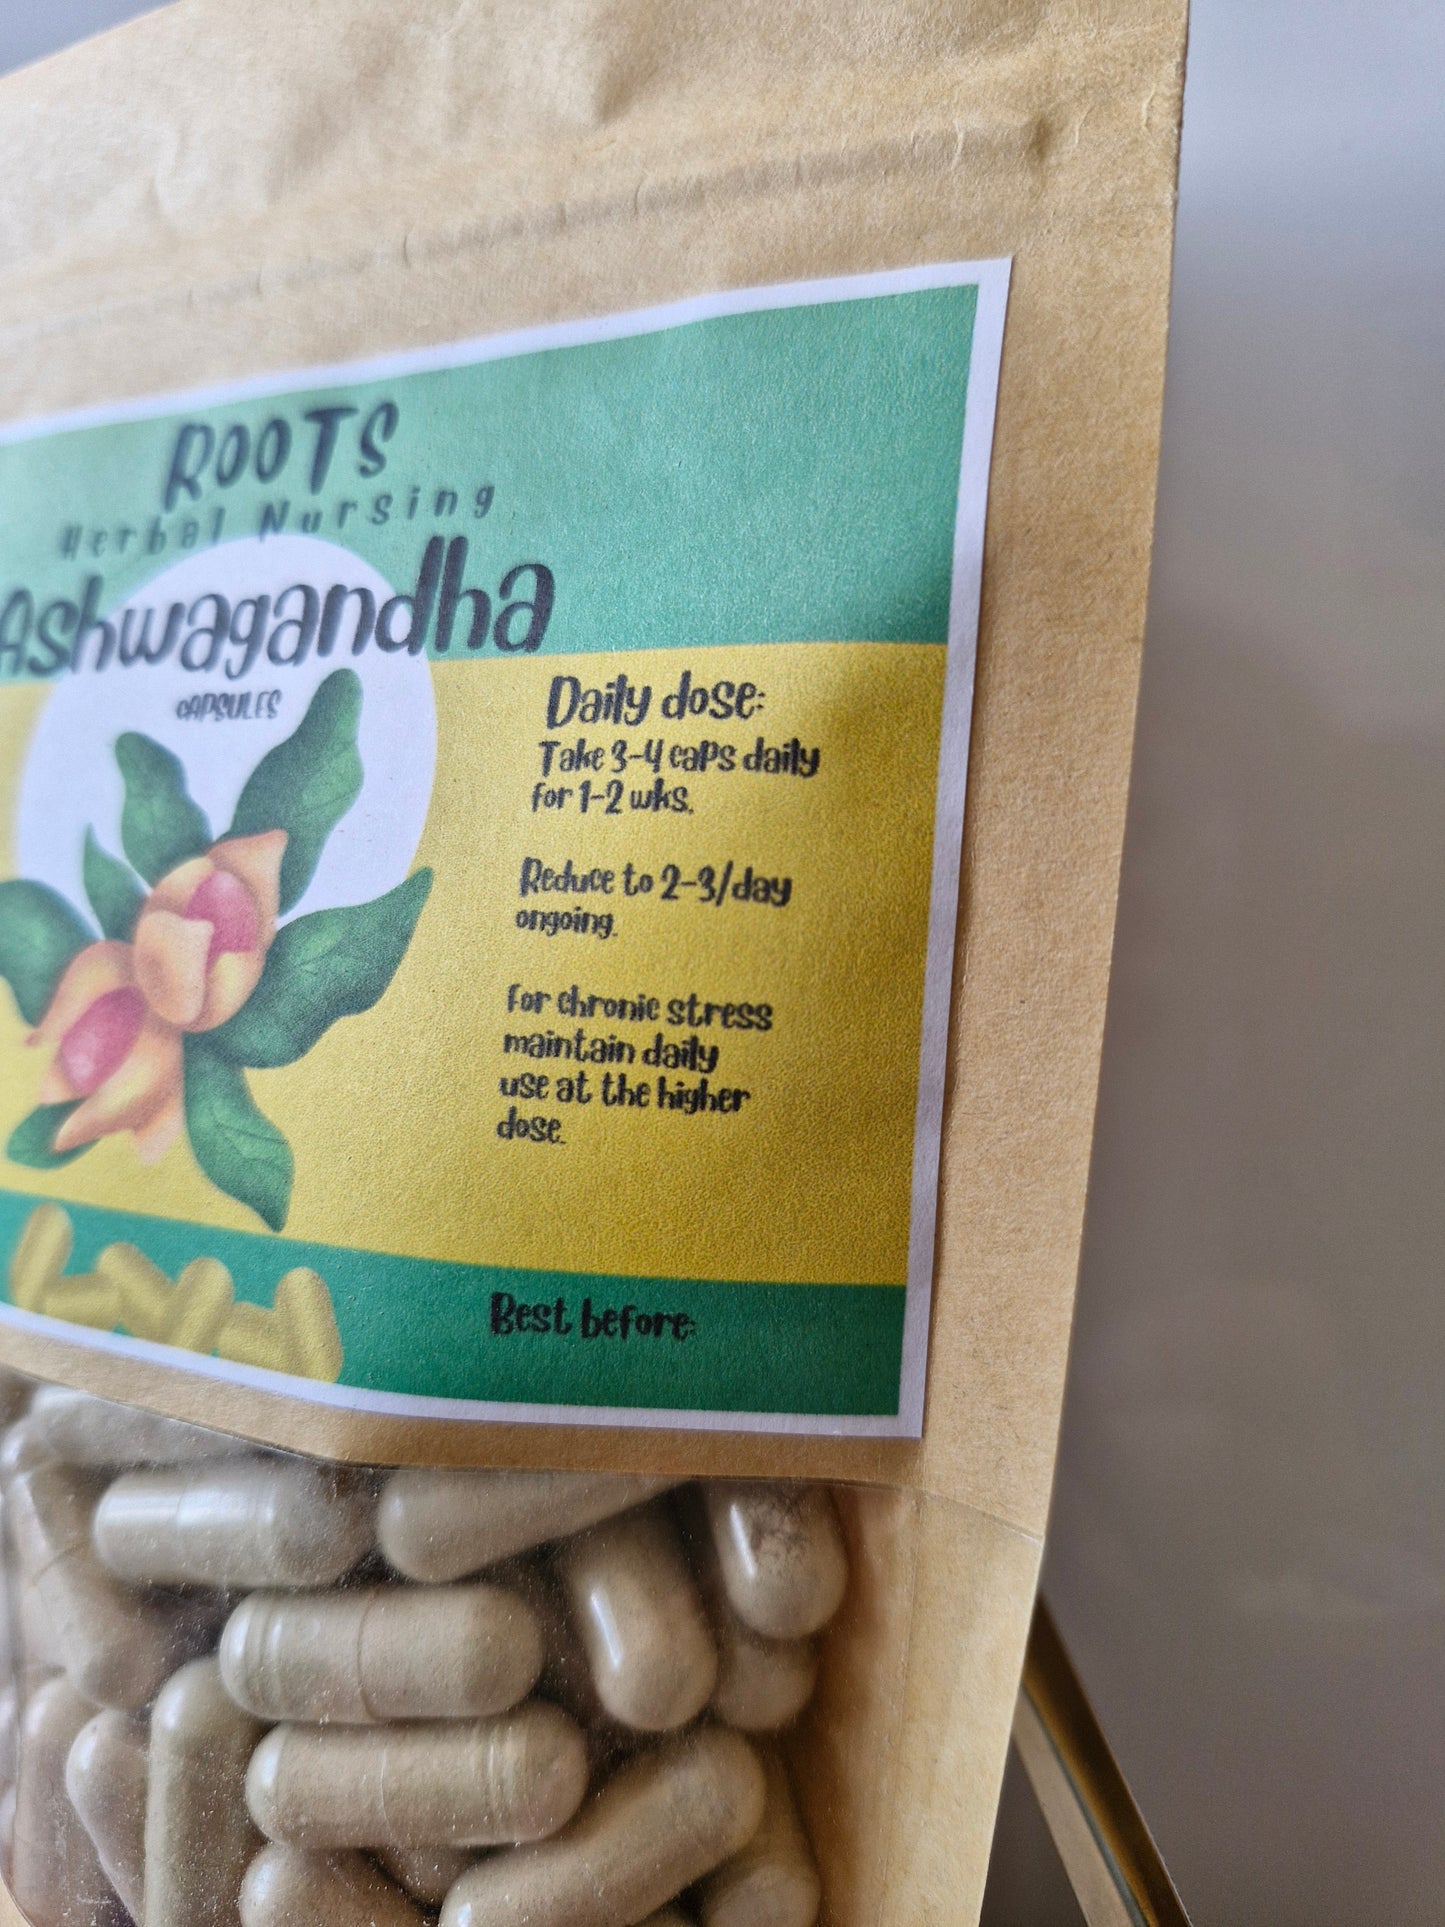 ROOTS
Herbal Nursing
Ashwagandha
CAPSULES
Daily dose:
Take 3-4 caps daily
for 1-2 wks.
Reduce to 2-3/day
ongoing.
For chronic stress
maintain daily
use at the higher
dose.
Best before: